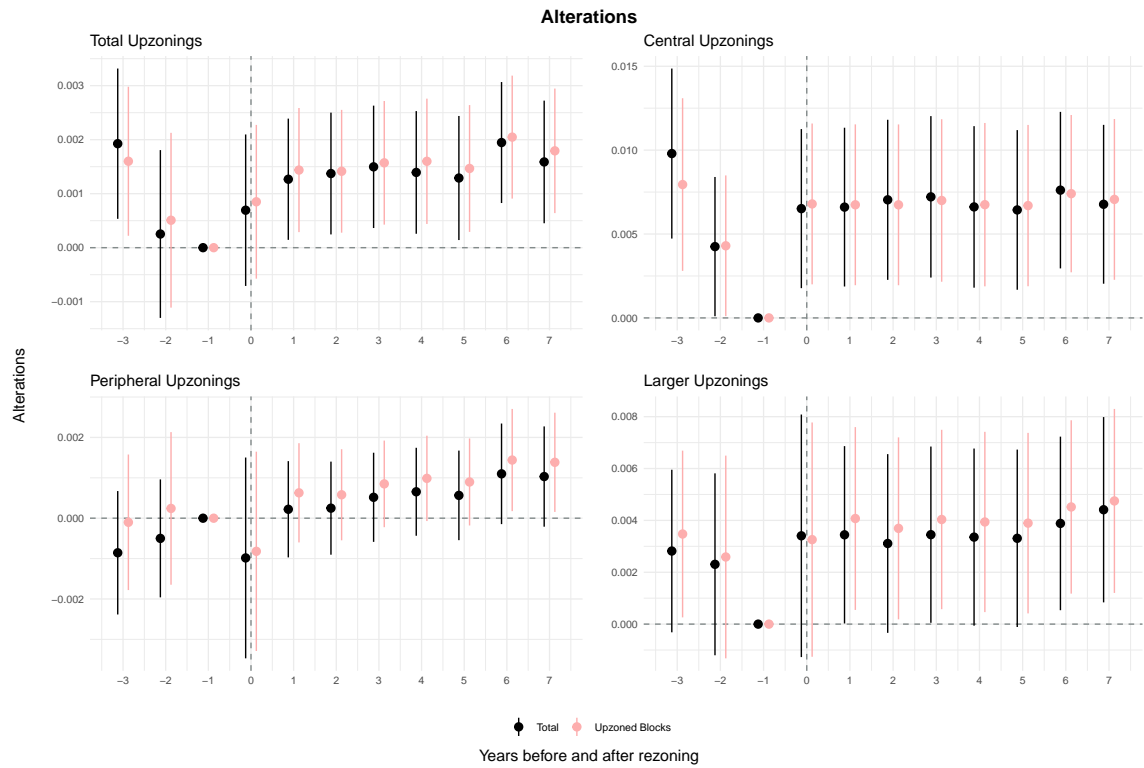 Alterations
Total Upzonings
0.003
0.002
0.001
0.000
−0.001
−3 −2 −1 0 1 2 3 4 5 6 7
Central Upzonings
0.015
0.010
0.005
0.000
−3 −2 −1 0 1 2 3 4 5 6 7
Alterations
Peripheral Upzonings
0.002
0.000
−0.002
−3 −2 −1 0 1 2 3 4 5 6 7
Larger Upzonings
0.008
0.006
0.004
0.002
0.000
−3 −2 −1 0 1 2 3 4 5 6 7
Total Upzoned Blocks
Years before and after rezoning